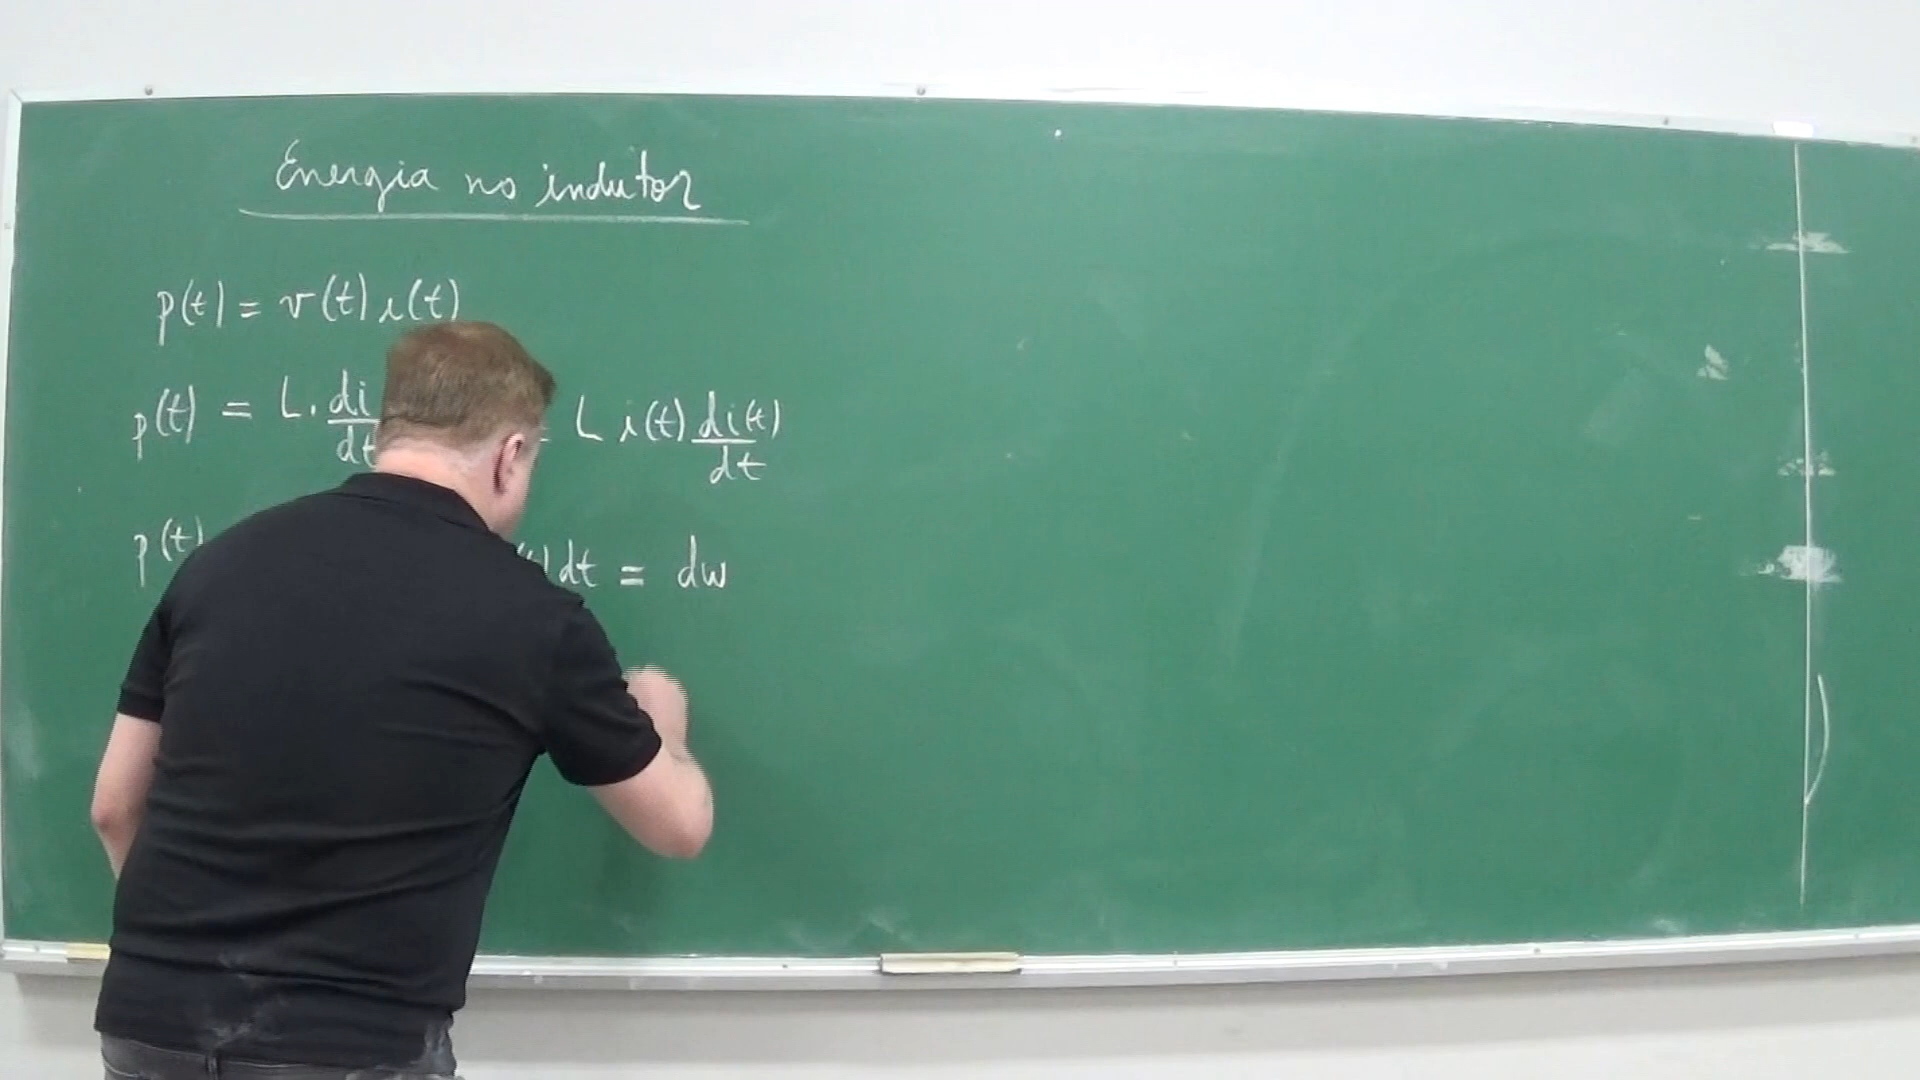 Energia no indutor
p(t) = v(t) i(t)
p(t) = L. di/dt = L i(t) di(t)/dt
p(t) (t) dt = dw